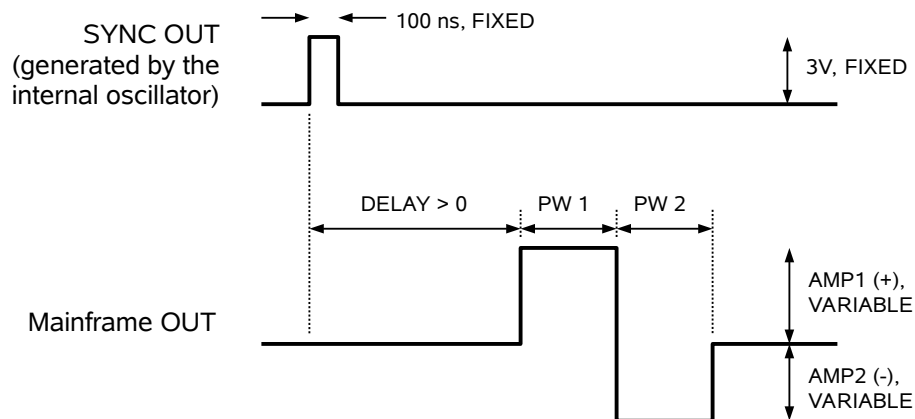 100 ns, FIXED
SYNC OUT
(generated by the
internal oscillator)
3V, FIXED
DELAY > 0
PW 1
PW 2
AMP1 (+),
VARIABLE
Mainframe OUT
AMP2 (-),
VARIABLE